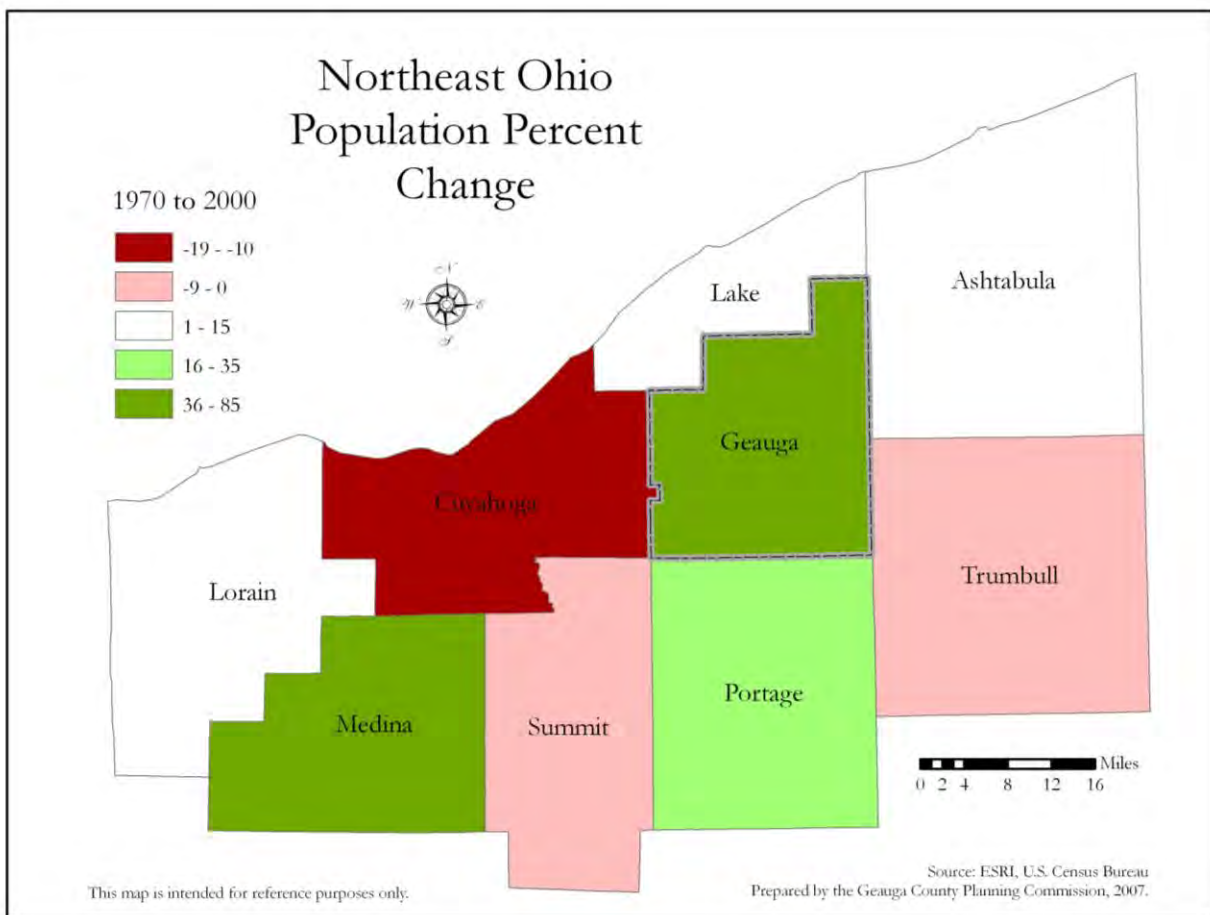 Northeast Ohio
Population Percent
Change
1970 to 2000
-19 - -10
-9 - 0
1 - 15
16 - 35
36 - 85
N
W E
S
Lake
Ashtabula
Geauga
Cuyahoga
Lorain
Trumbull
Portage
Medina
Summit
Miles
0 2 4 8 12 16
This map is intended for reference purposes only.
Source: ESRI, U.S. Census Bureau
Prepared by the Geauga County Planning Commission, 2007.